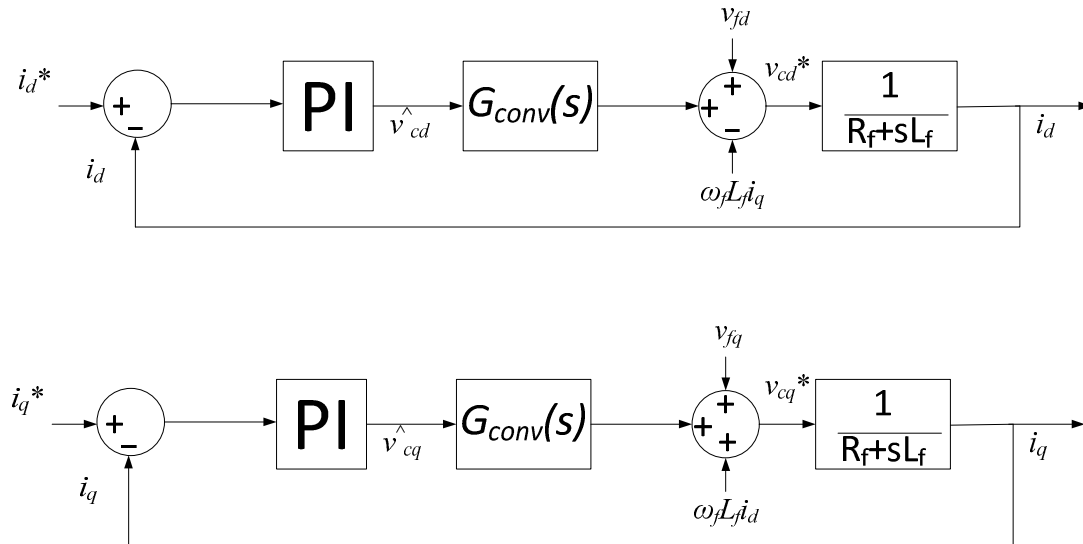 v_fd
i_d*
+
−
PI
v^_cd
G_conv(s)
+
+
−
v_cd*
1
R_f+sL_f
i_d
i_d
ω_fL_fi_q
v_fq
i_q*
+
−
PI
v^_cq
G_conv(s)
+
+
+
v_cq*
1
R_f+sL_f
i_q
i_q
ω_fL_fi_d